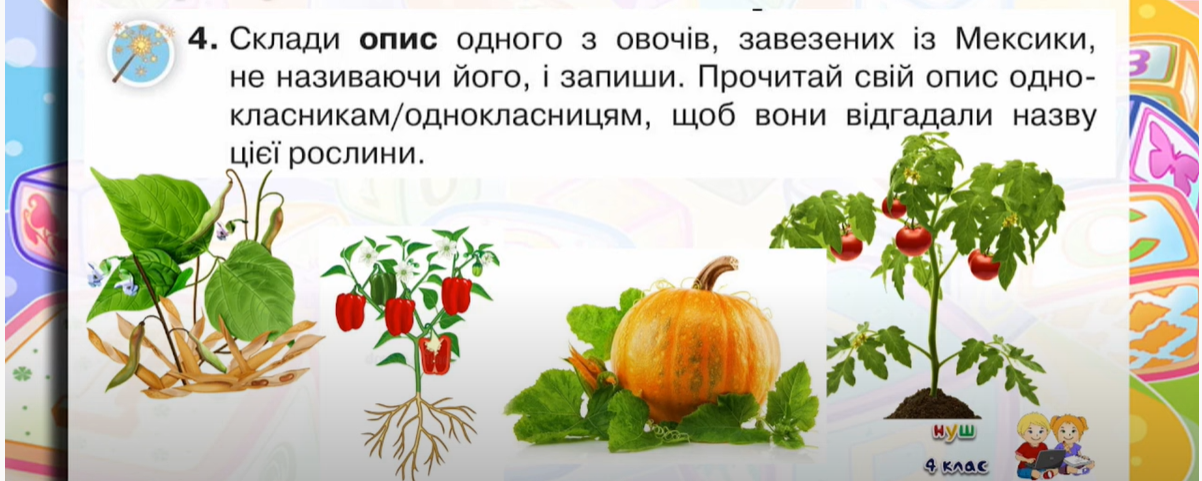 4. Склади опис одного з овочів, завезених із Мексики,
не називаючи його, і запиши. Прочитай свій опис одно-
класникам/однокласницям, щоб вони відгадали назву
цієї рослини.
нуш
4 клас